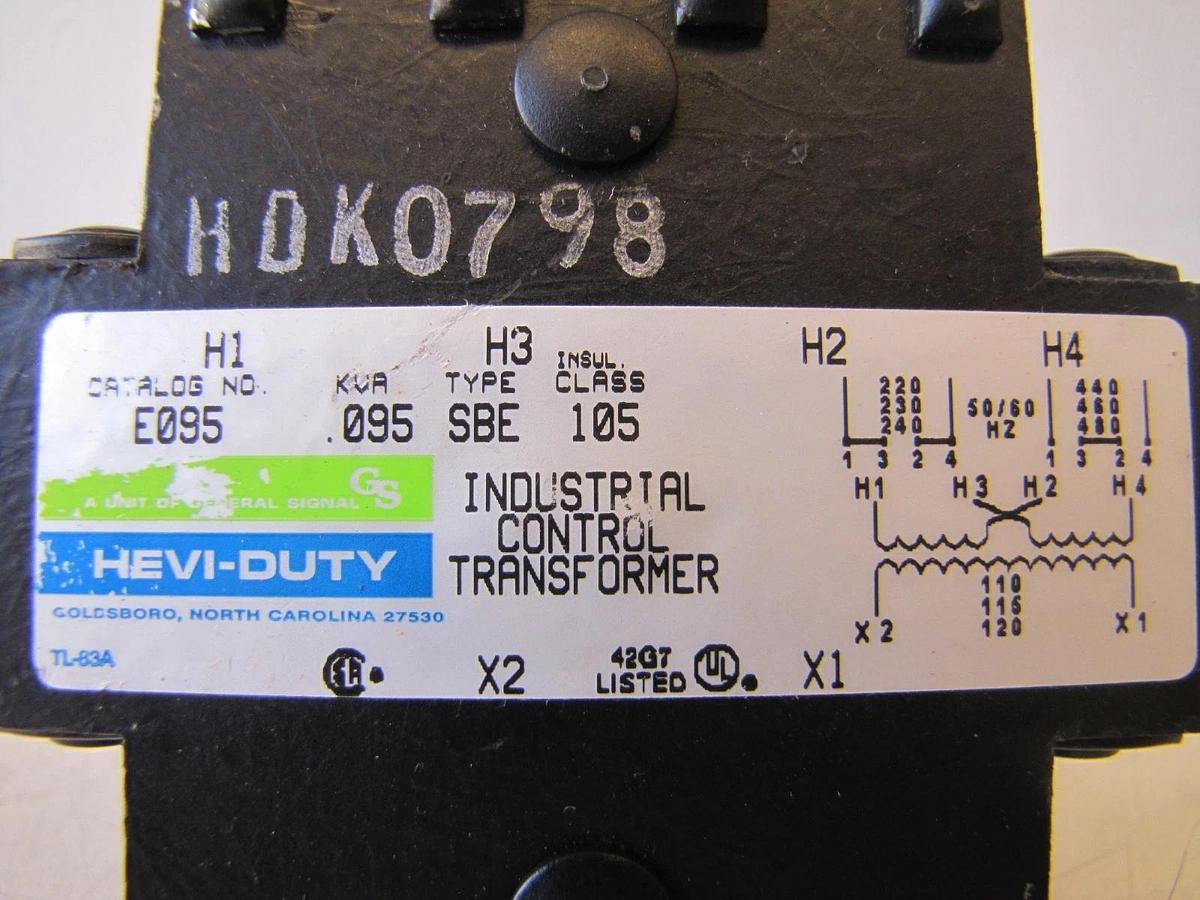 HDK0798
H1 H3 H2 H4
CATALOG NO. KVA TYPE INSUL. CLASS
E095 .095 SBE 105
220 230 240
50/60 HZ
440 460 480
1 3 2 4 1 3 2 4
GS
A UNIT OF GENERAL SIGNAL
HEVI-DUTY
GOLDSBORO, NORTH CAROLINA 27530
TL-83A
INDUSTRIAL
CONTROL
TRANSFORMER
H1 H3 H2 H4
110
115
120
X2 X1
SA
X2
42G7
LISTED
UL
X1